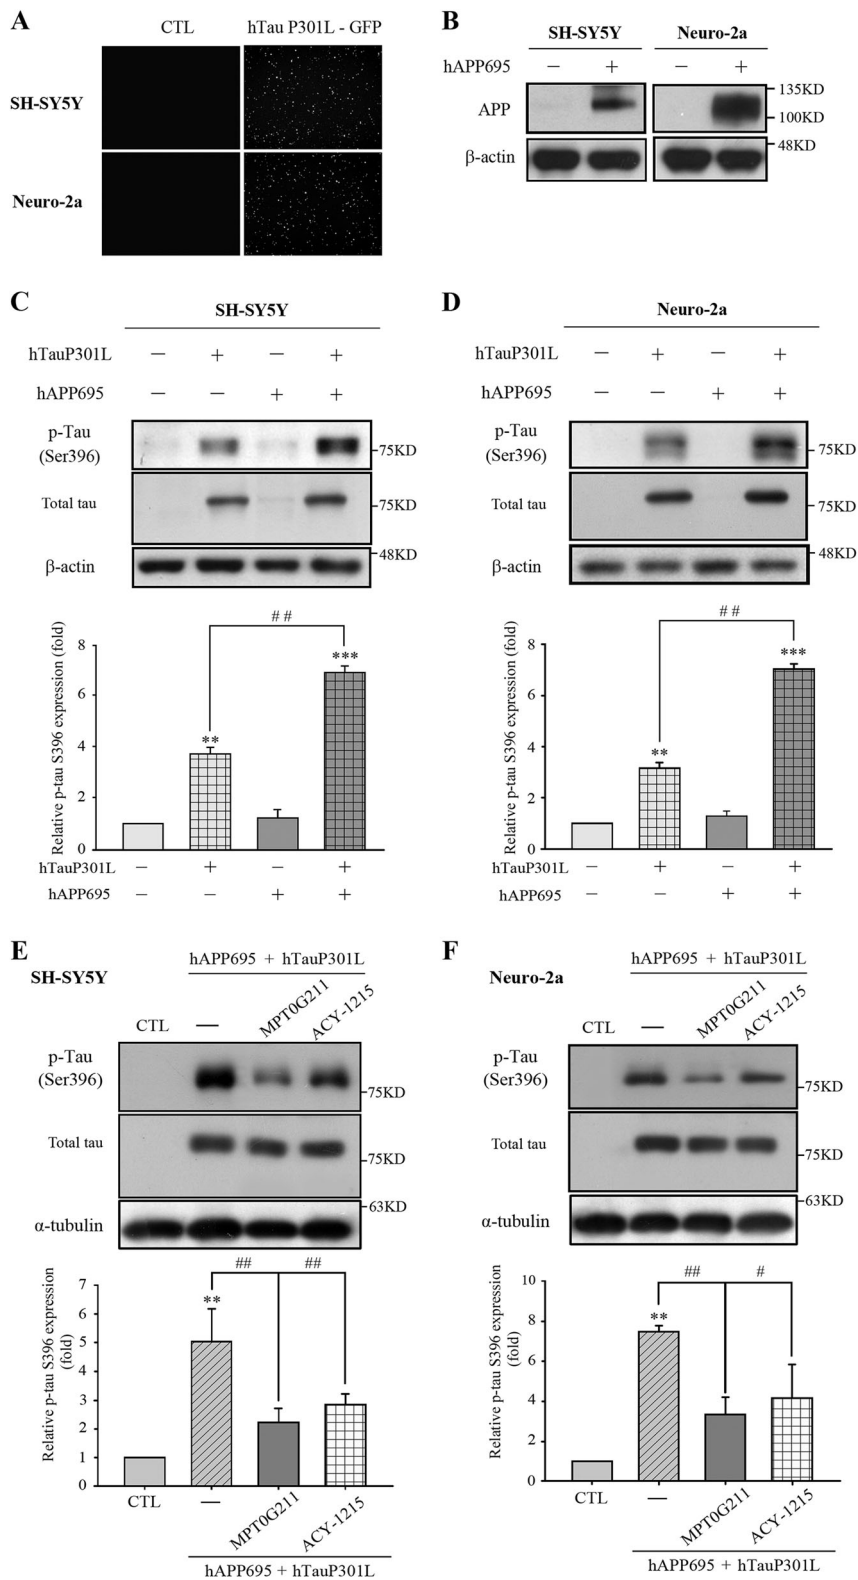 A
CTL
hTau P301L - GFP
SH-SY5Y
Neuro-2a
B
SH-SY5Y
Neuro-2a
hAPP695
− + − +
APP
135KD
100KD
β-actin
48KD
C
SH-SY5Y
hTauP301L − + − +
hAPP695 − − + +
p-Tau
(Ser396)
75KD
Total tau
75KD
β-actin
48KD
Relative p-tau S396 expression (fold)
8
6
4
2
0
**
***
# #
hTauP301L − + − +
hAPP695 − − + +
D
Neuro-2a
hTauP301L − + − +
hAPP695 − − + +
p-Tau
(Ser396)
75KD
Total tau
75KD
β-actin
48KD
Relative p-tau S396 expression (fold)
8
6
4
2
0
**
***
# #
hTauP301L − + − +
hAPP695 − − + +
E
SH-SY5Y
hAPP695 + hTauP301L
CTL — MPT0G211 ACY-1215
p-Tau
(Ser396)
75KD
Total tau
75KD
α-tubulin
63KD
Relative p-tau S396 expression
(fold)
7
6
5
4
3
2
1
0
**
##
##
CTL — MPT0G211 ACY-1215
hAPP695 + hTauP301L
F
Neuro-2a
hAPP695 + hTauP301L
CTL — MPT0G211 ACY-1215
p-Tau
(Ser396)
75KD
Total tau
75KD
α-tubulin
63KD
Relative p-tau S396 expression
(fold)
10
8
6
4
2
0
**
##
#
CTL — MPT0G211 ACY-1215
hAPP695 + hTauP301L